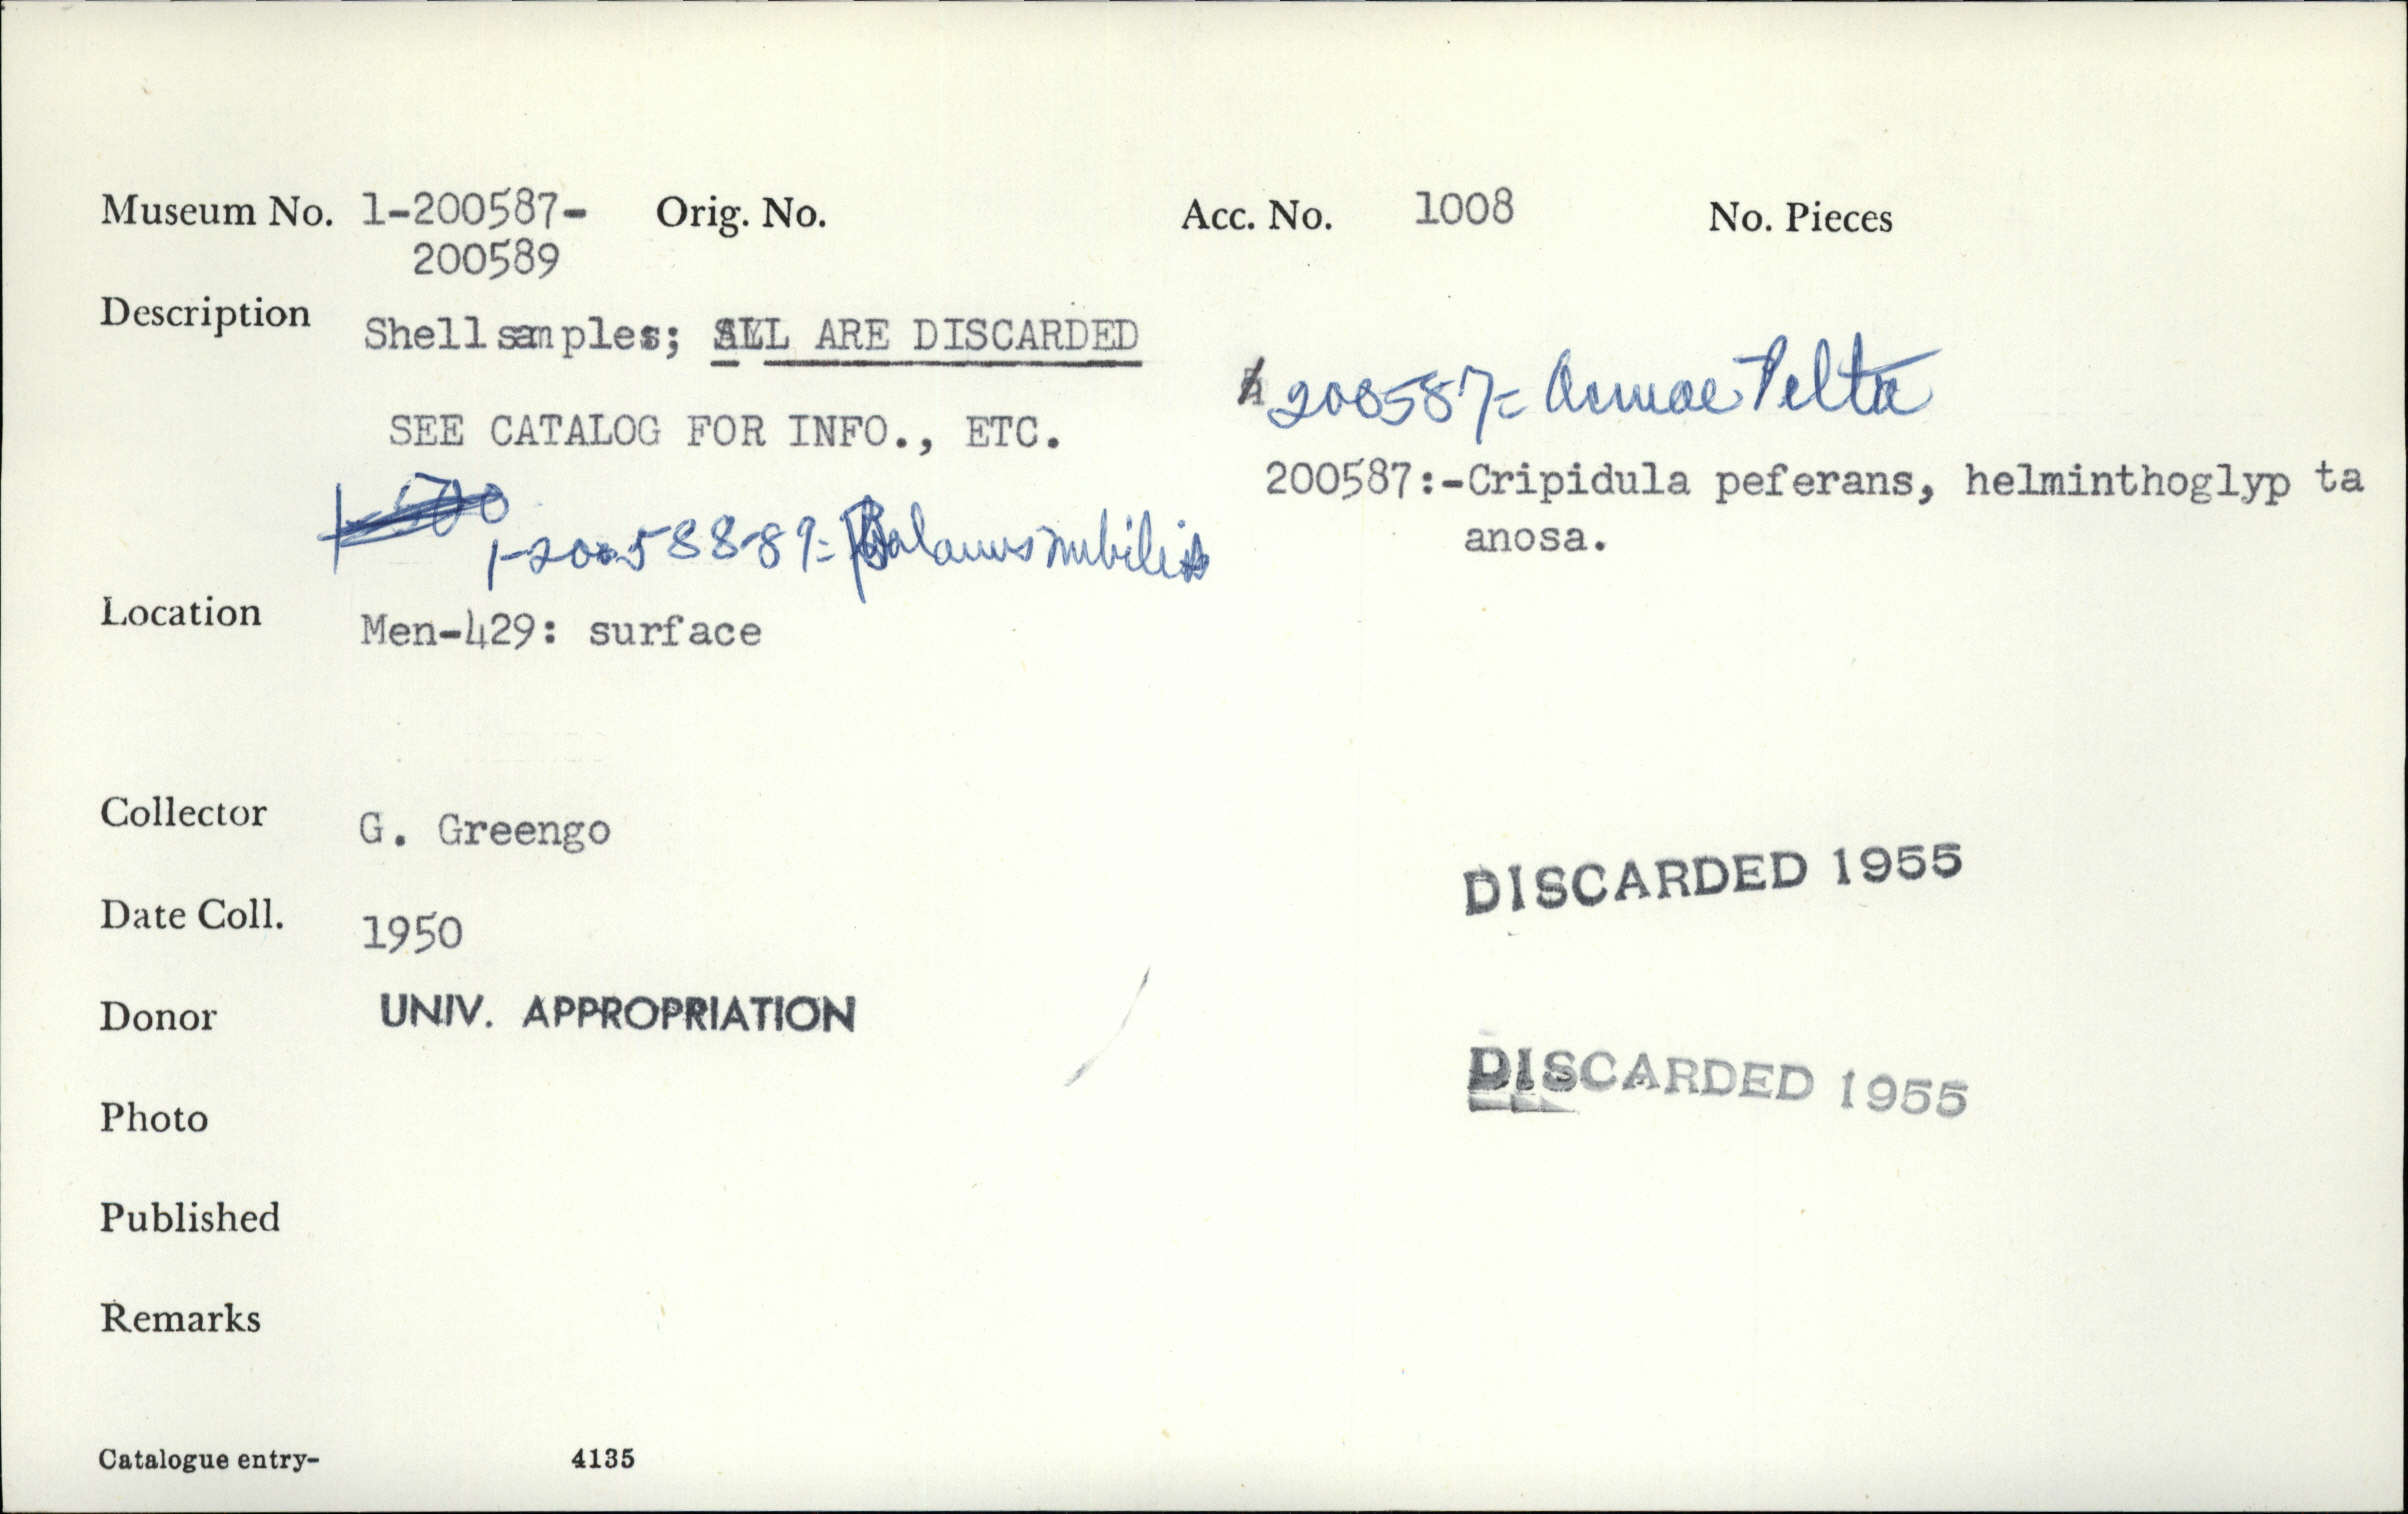 Museum No. 1-200587- Orig. No. Acc. No. 1008 No. Pieces
200589
Description Shell samples; ALL ARE DISCARDED
200587= Acmae Pelta
SEE CATALOG FOR INFO., ETC.
200587:-Cripidula peferans, helminthoglyp ta
anosa.
1-200588-89= Balanus nubilis
Location Men-429: surface
Collector G. Greengo
DISCARDED 1955
Date Coll. 1950
Donor UNIV. APPROPRIATION
DISCARDED 1955
Photo
Published
Remarks
Catalogue entry- 4135